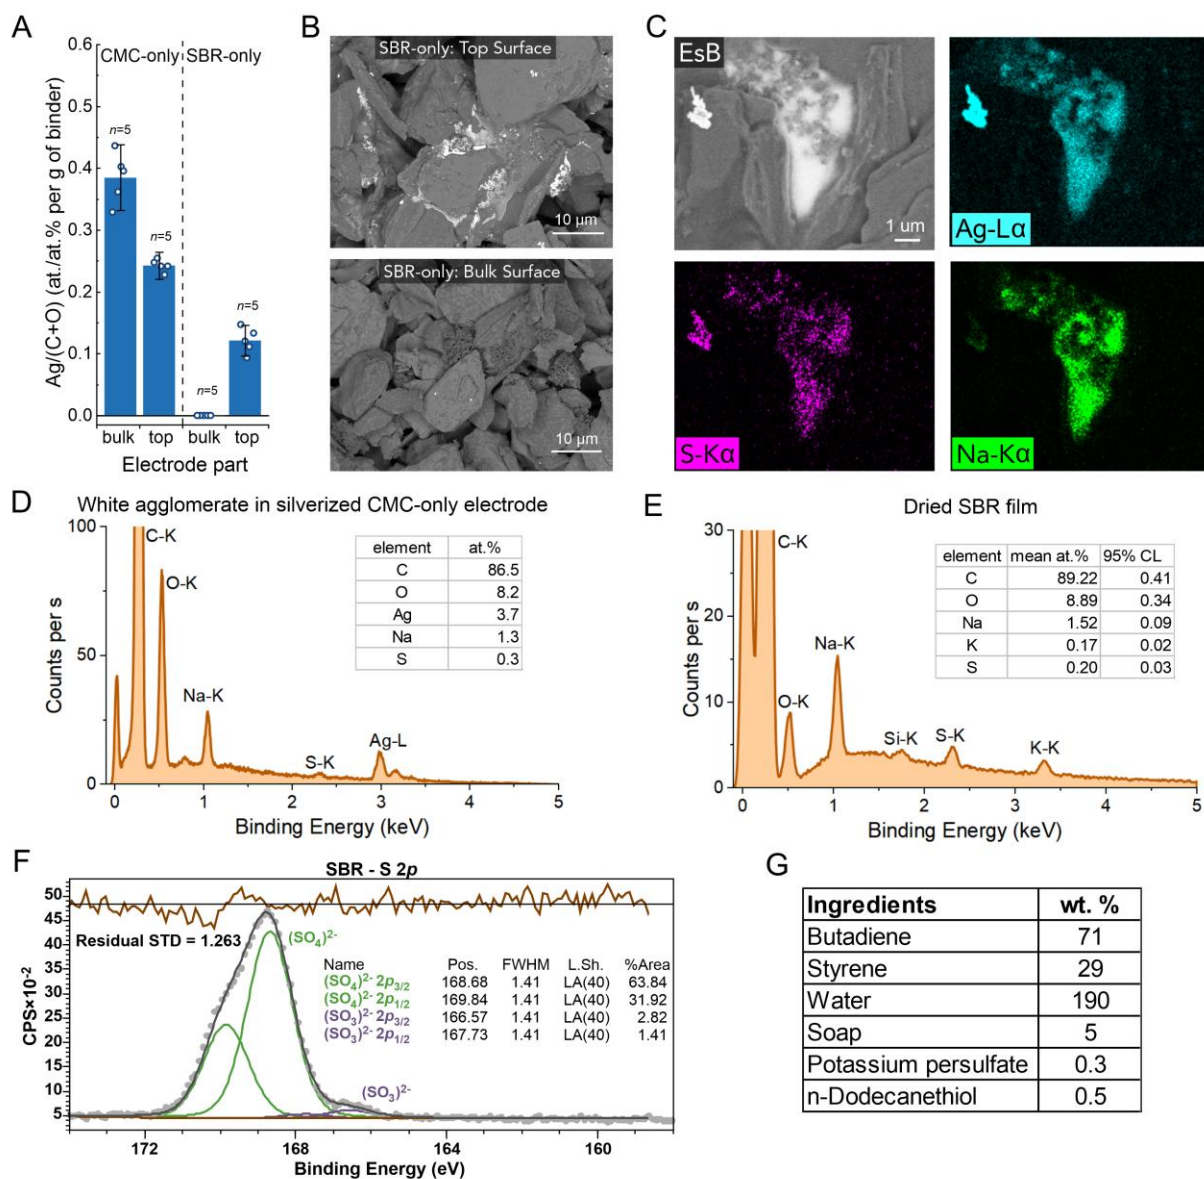 A
Ag/(C+O) (at./at.% per g of binder)
0.6
0.5
0.4
0.3
0.2
0.1
0.0
CMC-only SBR-only
n=5
n=5
n=5
n=5
bulk top bulk top
Electrode part
B
SBR-only: Top Surface
10 μm
SBR-only: Bulk Surface
10 μm
C
EsB
1 um
Ag-Lα
S-Kα
Na-Kα
D
White agglomerate in silverized CMC-only electrode
Counts per s
100
50
0
C-K
O-K
Na-K
S-K
Ag-L
element at.%
C 86.5
O 8.2
Ag 3.7
Na 1.3
S 0.3
0 1 2 3 4 5
Binding Energy (keV)
E
Dried SBR film
Counts per s
30
20
10
0
C-K
O-K
Na-K
Si-K
S-K
K-K
element mean at.% 95% CL
C 89.22 0.41
O 8.89 0.34
Na 1.52 0.09
K 0.17 0.02
S 0.20 0.03
0 1 2 3 4 5
Binding Energy (keV)
F
SBR - S 2p
CPS×10⁻²
50
45
40
35
30
25
20
15
10
5
Residual STD = 1.263
(SO₄)²⁻
(SO₃)²⁻
Name Pos. FWHM L.Sh. %Area
(SO₄)²⁻ 2p₃/₂ 168.68 1.41 LA(40) 63.84
(SO₄)²⁻ 2p₁/₂ 169.84 1.41 LA(40) 31.92
(SO₃)²⁻ 2p₃/₂ 166.57 1.41 LA(40) 2.82
(SO₃)²⁻ 2p₁/₂ 167.73 1.41 LA(40) 1.41
172 168 164 160
Binding Energy (eV)
G
Ingredients wt. %
Butadiene 71
Styrene 29
Water 190
Soap 5
Potassium persulfate 0.3
n-Dodecanethiol 0.5